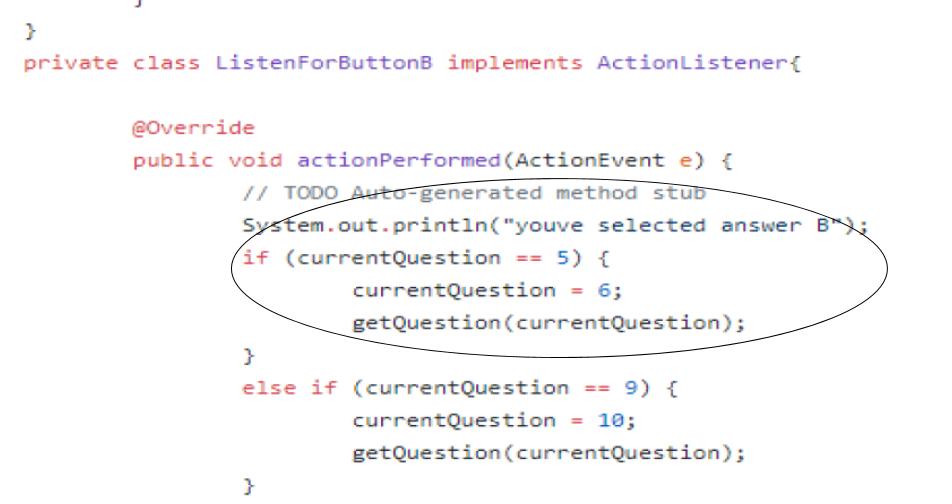 }
private class ListenForButtonB implements ActionListener{
@Override
public void actionPerformed(ActionEvent e) {
// TODO Auto-generated method stub
System.out.println("youve selected answer B");
if (currentQuestion == 5) {
currentQuestion = 6;
getQuestion(currentQuestion);
}
else if (currentQuestion == 9) {
currentQuestion = 10;
getQuestion(currentQuestion);
}